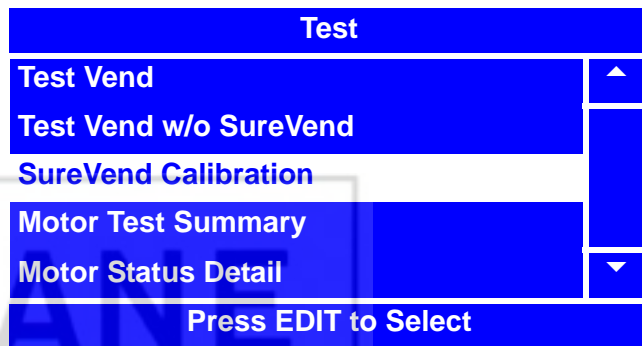 Test
Test Vend
Test Vend w/o SureVend
SureVend Calibration
Motor Test Summary
Motor Status Detail
Press EDIT to Select